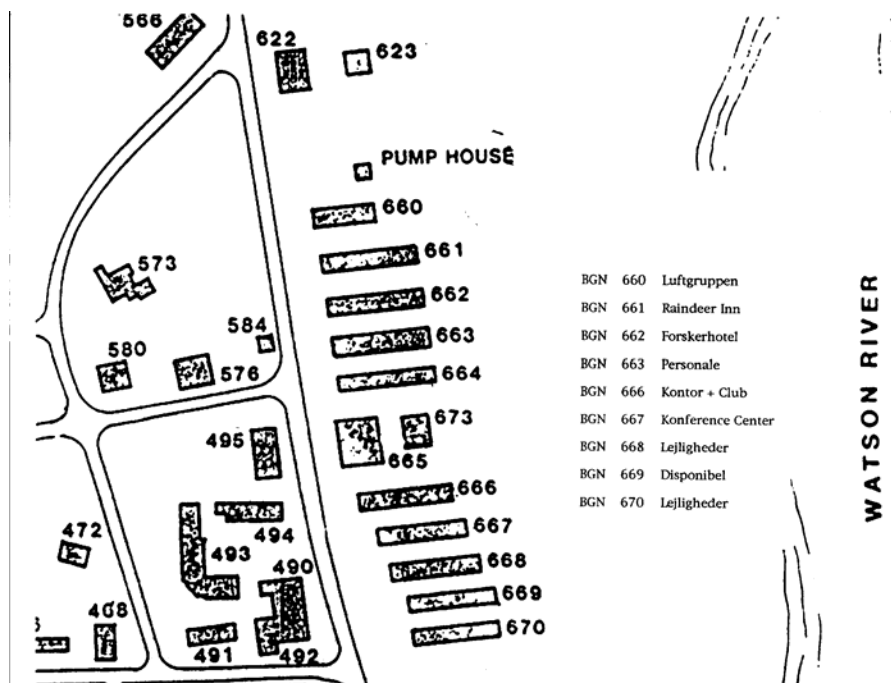 566
622
623
PUMP HOUSE
660
661
573
662
584
663
580
576
664
673
495
665
666
494
667
472
493
490
668
408
669
491
492
670
BGN 660 Luftgruppen
BGN 661 Raindeer Inn
BGN 662 Forskerhotel
BGN 663 Personale
BGN 666 Kontor + Club
BGN 667 Konference Center
BGN 668 Lejligheder
BGN 669 Disponibel
BGN 670 Lejligheder
WATSON RIVER